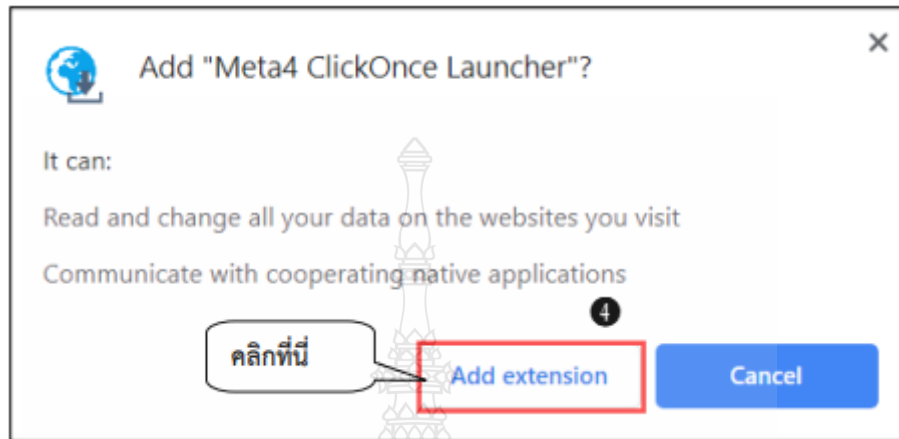 Add "Meta4 ClickOnce Launcher"?
It can:
Read and change all your data on the websites you visit
Communicate with cooperating native applications
4
คลิกที่นี่
Add extension
Cancel